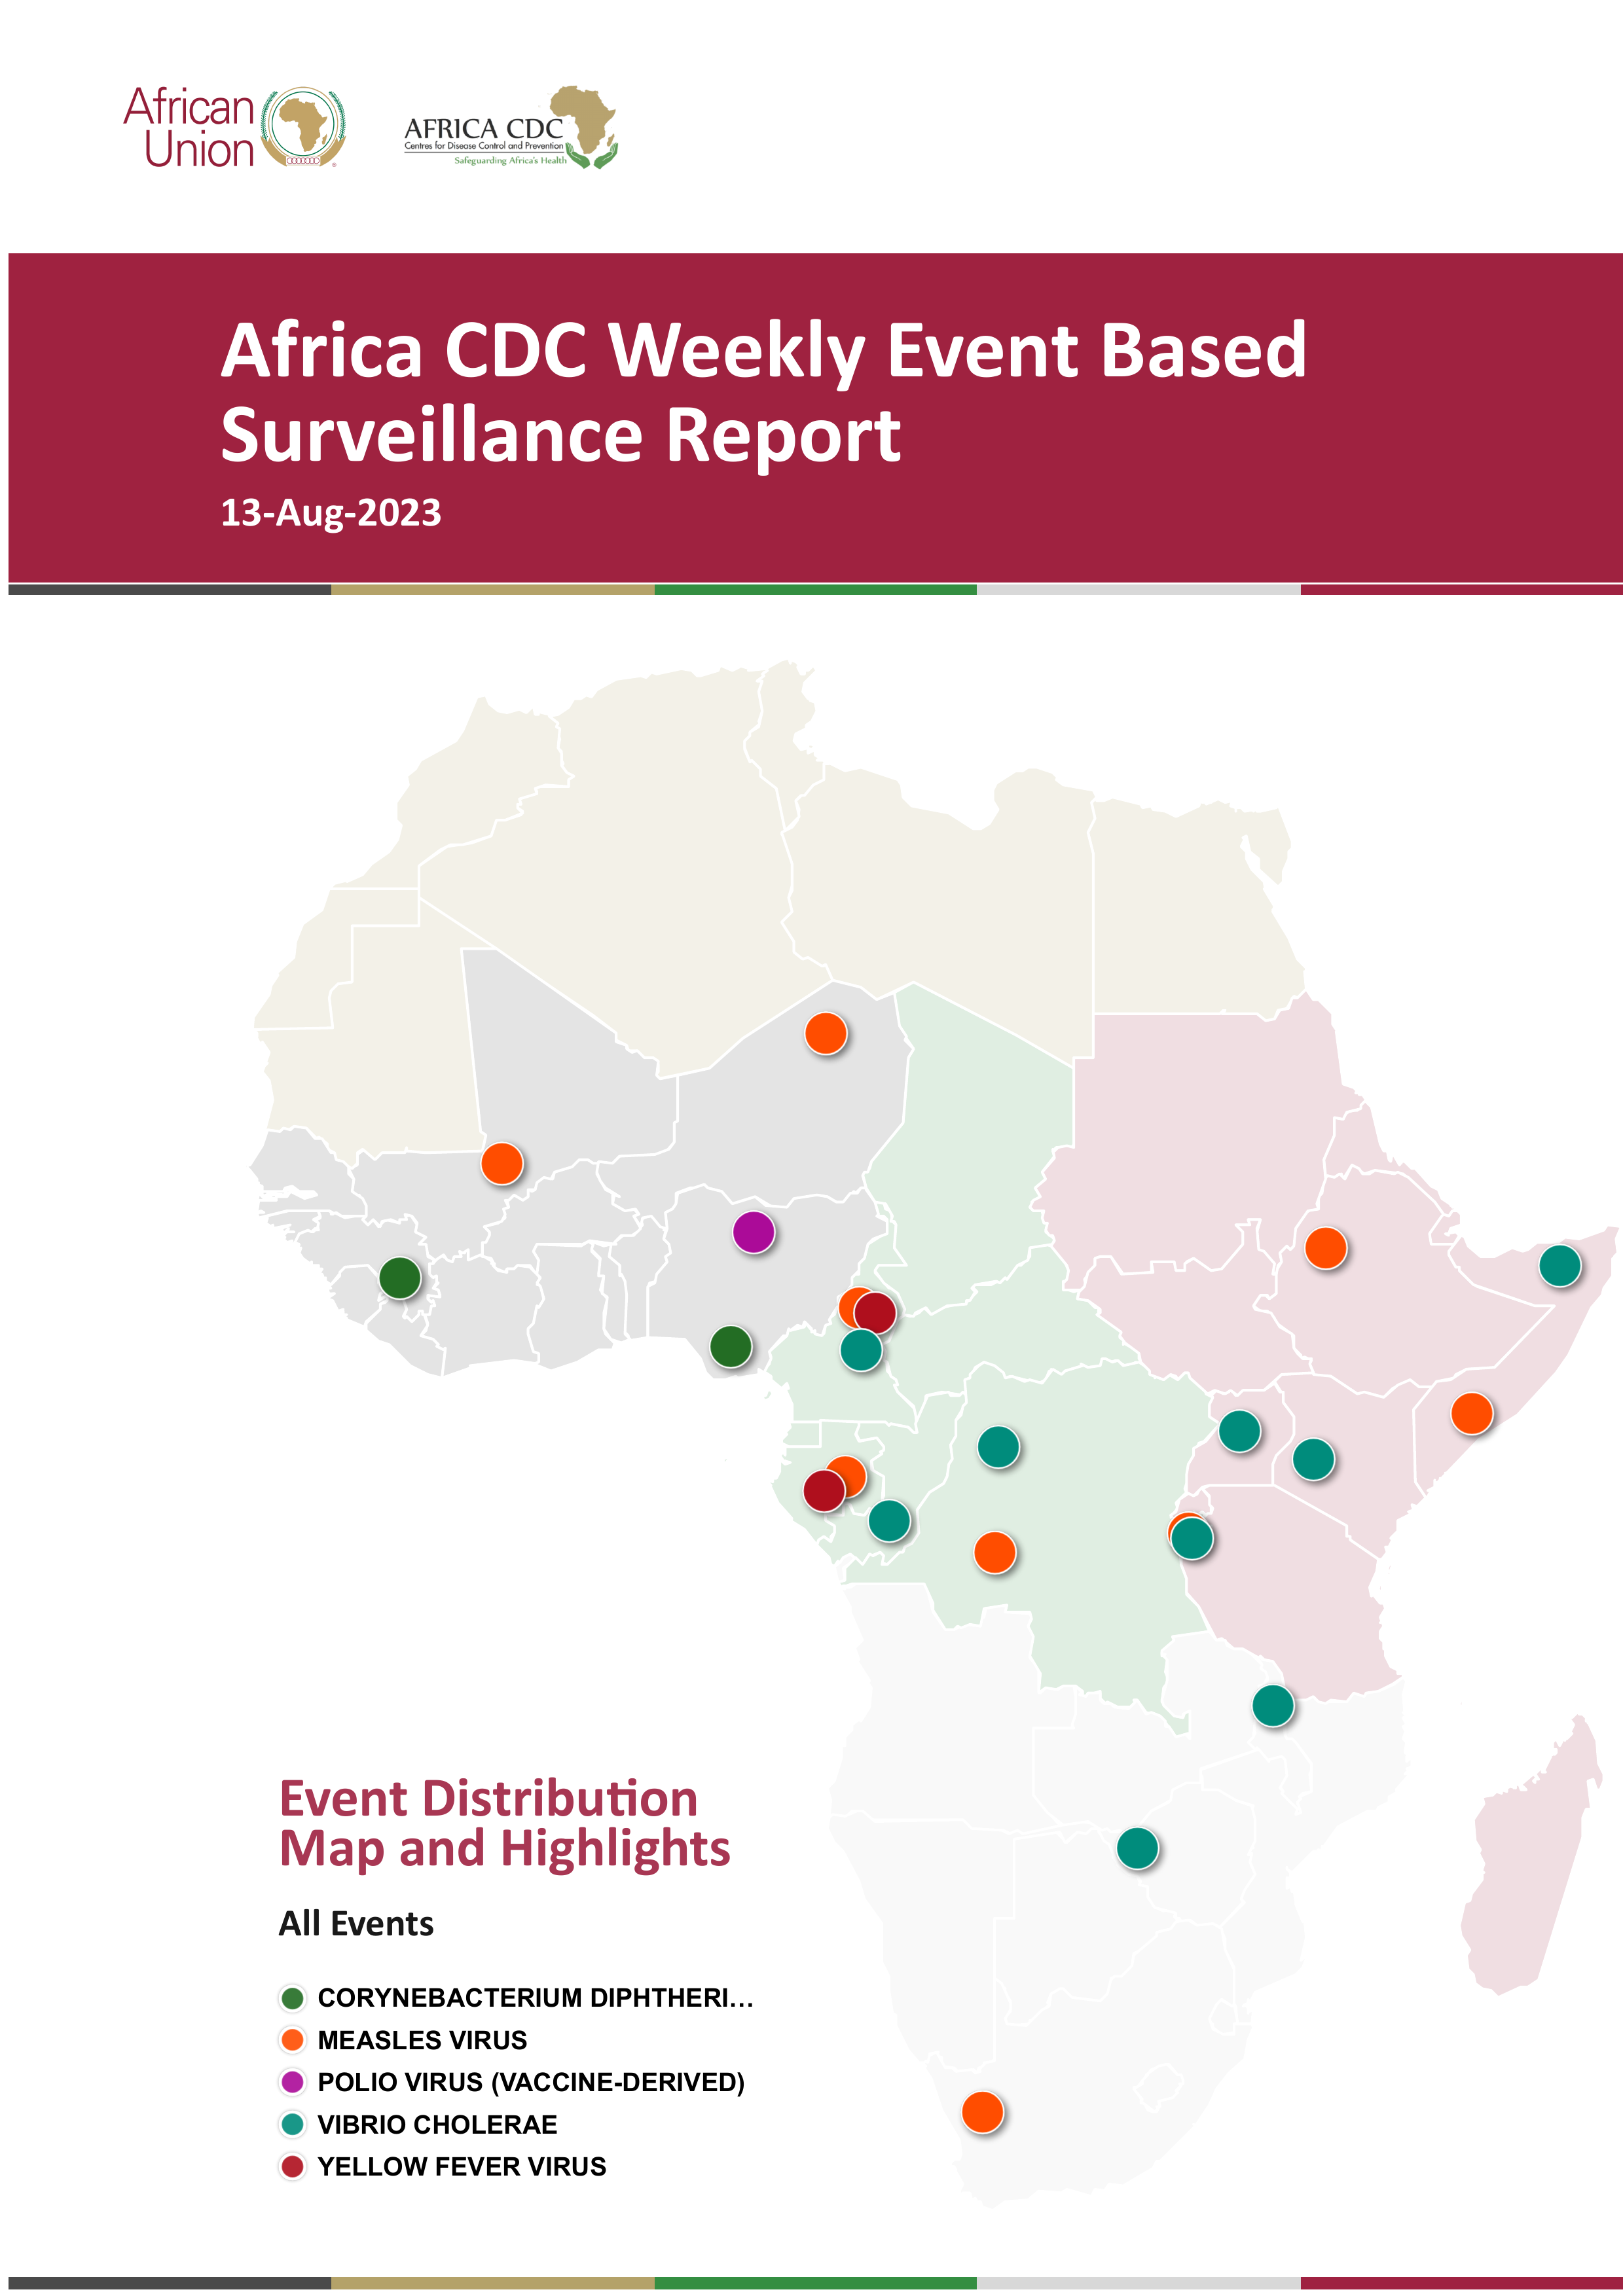 African
Union
AFRICA CDC
Centres for Disease Control and Prevention
Safeguarding Africa's Health
Africa CDC Weekly Event Based
Surveillance Report
13-Aug-2023
Event Distribution
Map and Highlights
All Events
CORYNEBACTERIUM DIPHTHERI...
MEASLES VIRUS
POLIO VIRUS (VACCINE-DERIVED)
VIBRIO CHOLERAE
YELLOW FEVER VIRUS